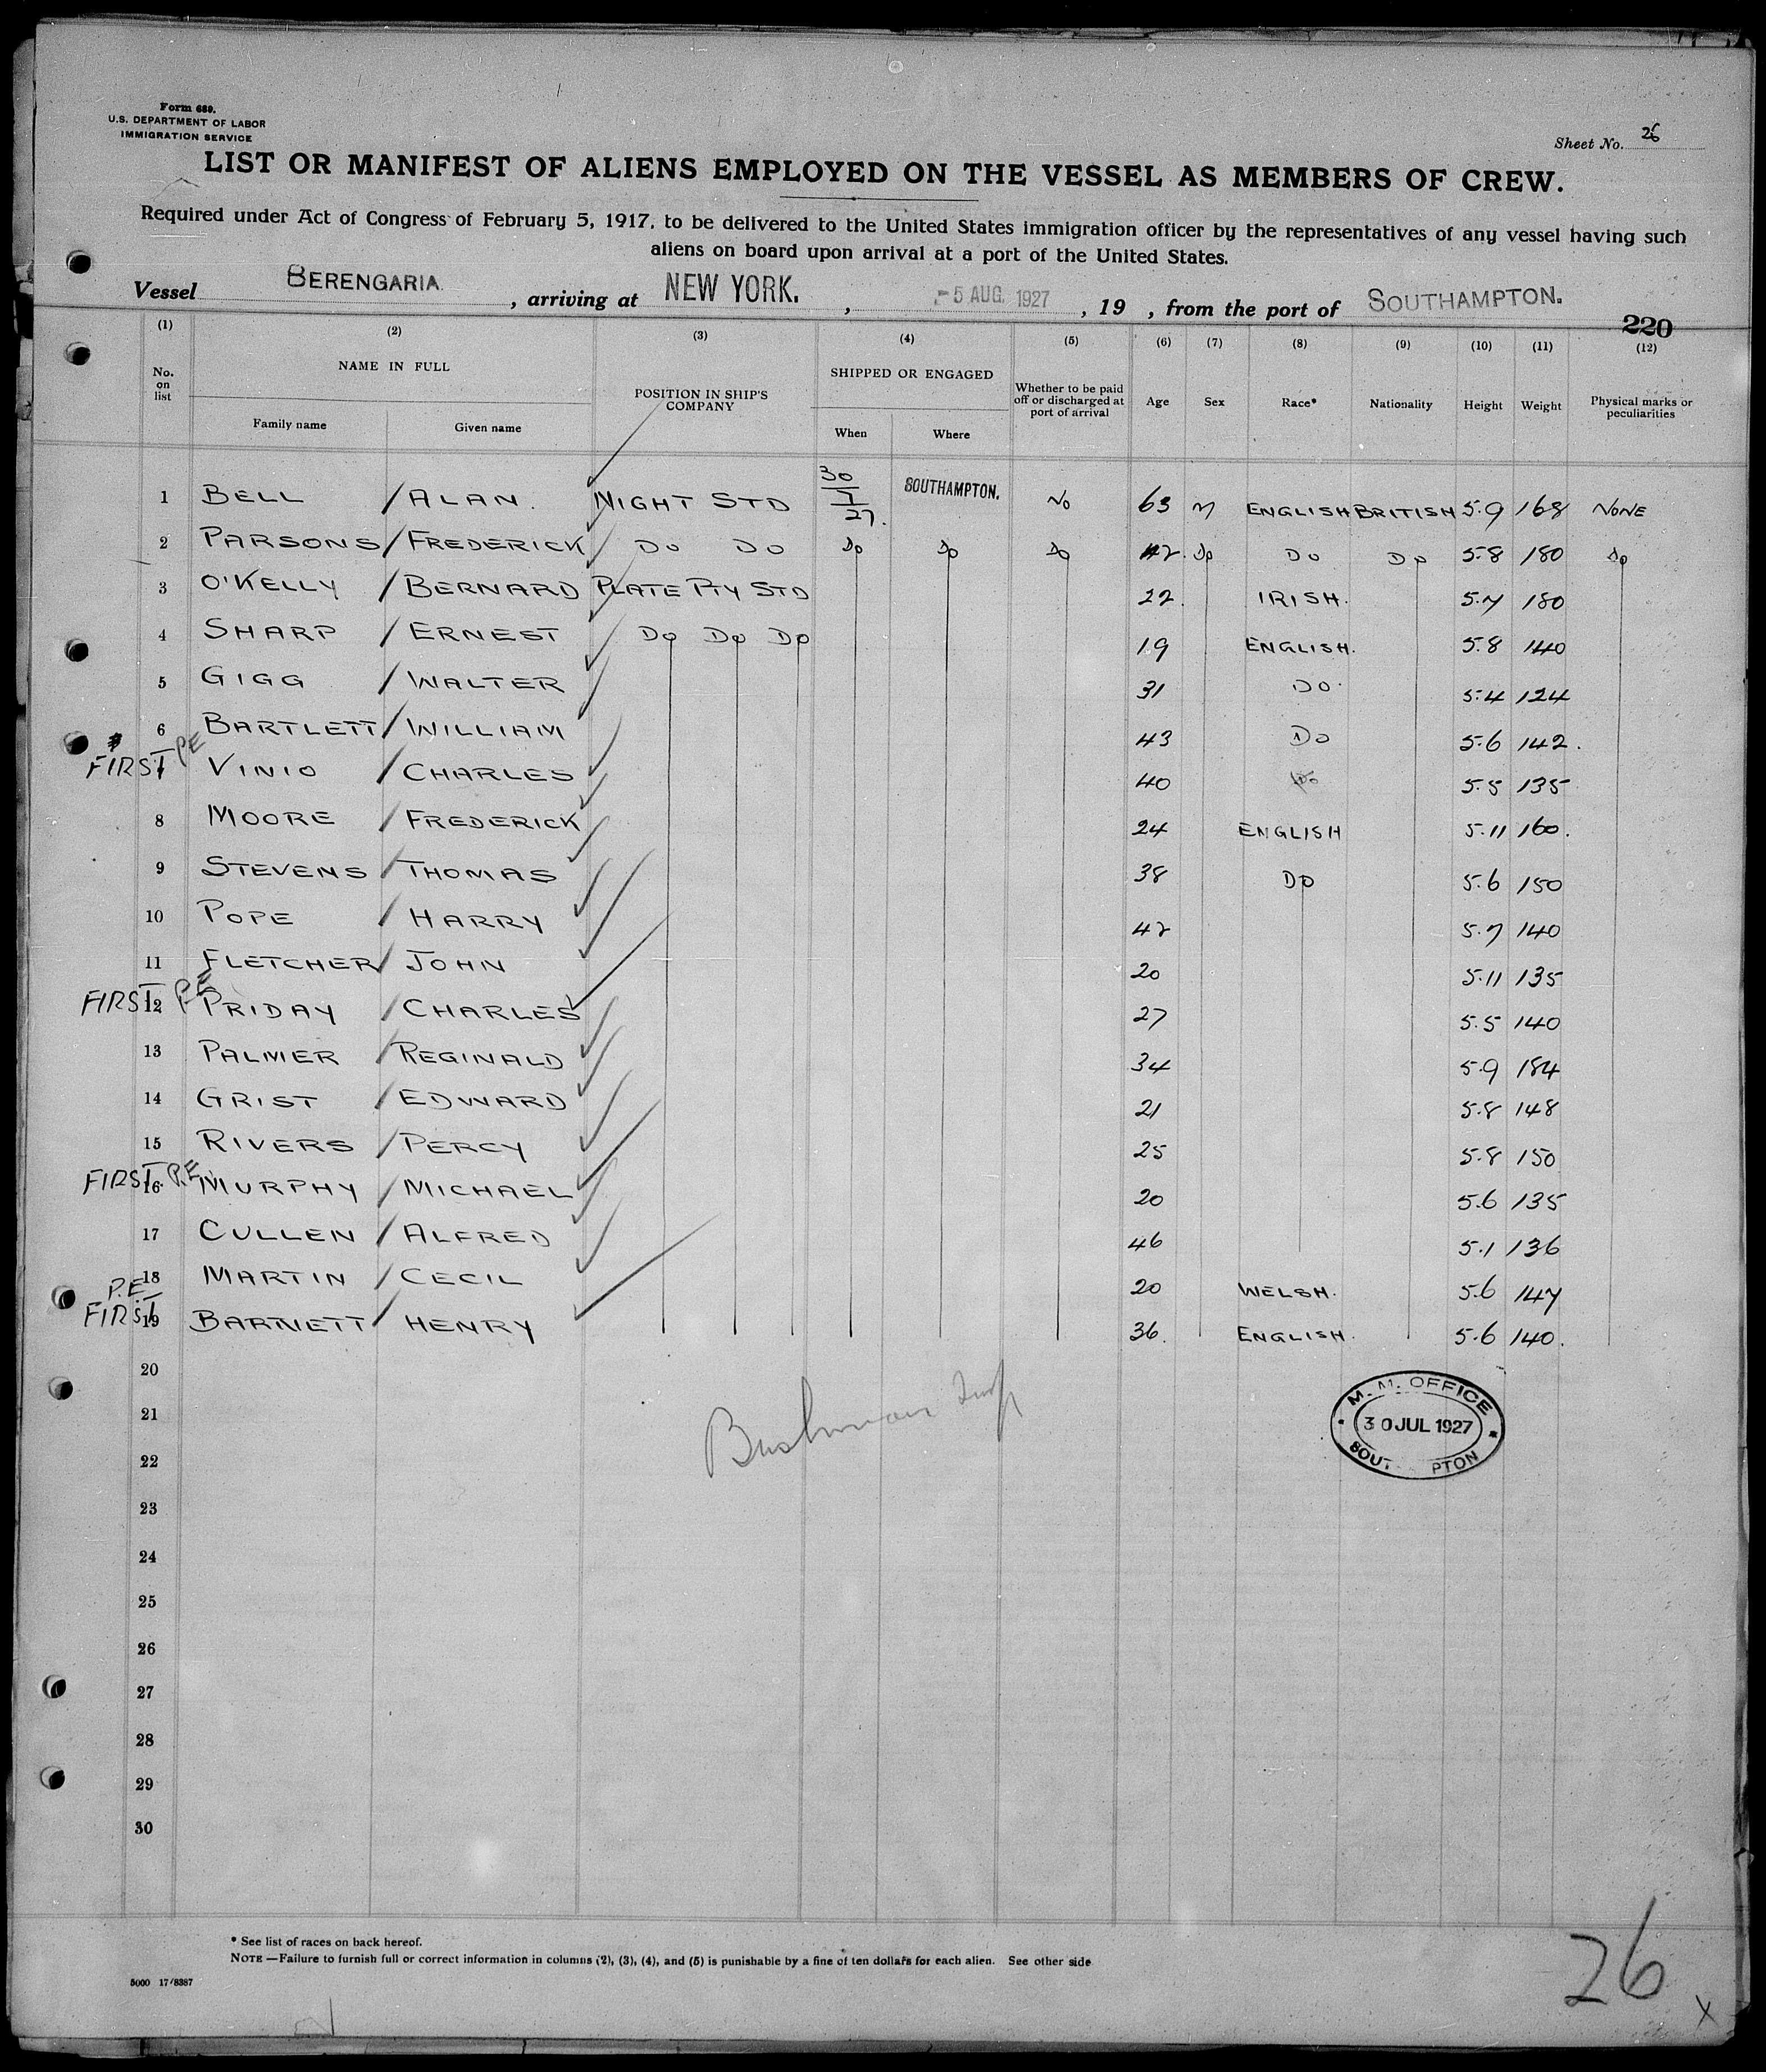 Form 689.
U.S. DEPARTMENT OF LABOR
IMMIGRATION SERVICE
Sheet No. 26
LIST OR MANIFEST OF ALIENS EMPLOYED ON THE VESSEL AS MEMBERS OF CREW.
Required under Act of Congress of February 5, 1917, to be delivered to the United States immigration officer by the representatives of any vessel having such
aliens on board upon arrival at a port of the United States.
Vessel BERENGARIA, arriving at NEW YORK. , -5 AUG. 1927 , 19 , from the port of SOUTHAMPTON.
220
(1) (2) (3) (4) (5) (6) (7) (8) (9) (10) (11) (12)
No. on list NAME IN FULL POSITION IN SHIP'S COMPANY SHIPPED OR ENGAGED Whether to be paid off or discharged at port of arrival Age Sex Race* Nationality Height Weight Physical marks or peculiarities
Family name Given name When Where
1 BELL / ALAN. NIGHT STD 30/7/27. SOUTHAMPTON. No 63 M ENGLISH BRITISH 5.9 168 NONE
2 PARSONS / FREDERICK Do Do Do Do Do 42. Do Do Do 5.8 180 Do
3 O'KELLY / BERNARD PLATE PTY STD 22. IRISH. 5.7 180
4 SHARP / ERNEST Do Do Do 19 ENGLISH. 5.8 140
5 GIGG / WALTER 31 Do. 5.4 124
6 BARTLETT / WILLIAM 43 Do 5.6 142.
FIRST P.E 7 VINIO / CHARLES 40 Do 5.5 135
8 MOORE / FREDERICK 24 ENGLISH 5.11 160.
9 STEVENS / THOMAS 38 Do 5.6 150
10 POPE / HARRY 42 5.7 140
11 FLETCHER / JOHN 20 5.11 135
FIRST P.E 12 PRIDAY / CHARLES 27 5.5 140
13 PALMER / REGINALD 34 5.9 184
14 GRIST / EDWARD 21 5.8 148
15 RIVERS / PERCY 25 5.8 150
FIRST P.E 16 MURPHY / MICHAEL 20 5.6 135
17 CULLEN / ALFRED 46 5.1 136
18 MARTIN / CECIL 20 WELSH. 5.6 147
P.E FIRST 19 BARNETT / HENRY 36. ENGLISH. 5.6 140.
20
21
22
23
24
25
26
27
28
29
30
M. M. OFFICE
30 JUL 1927
SOUT PTON
* See list of races on back hereof.
NOTE —Failure to furnish full or correct information in columns (2), (3), (4), and (5) is punishable by a fine of ten dollars for each alien. See other side
5000 17/8387
26
X